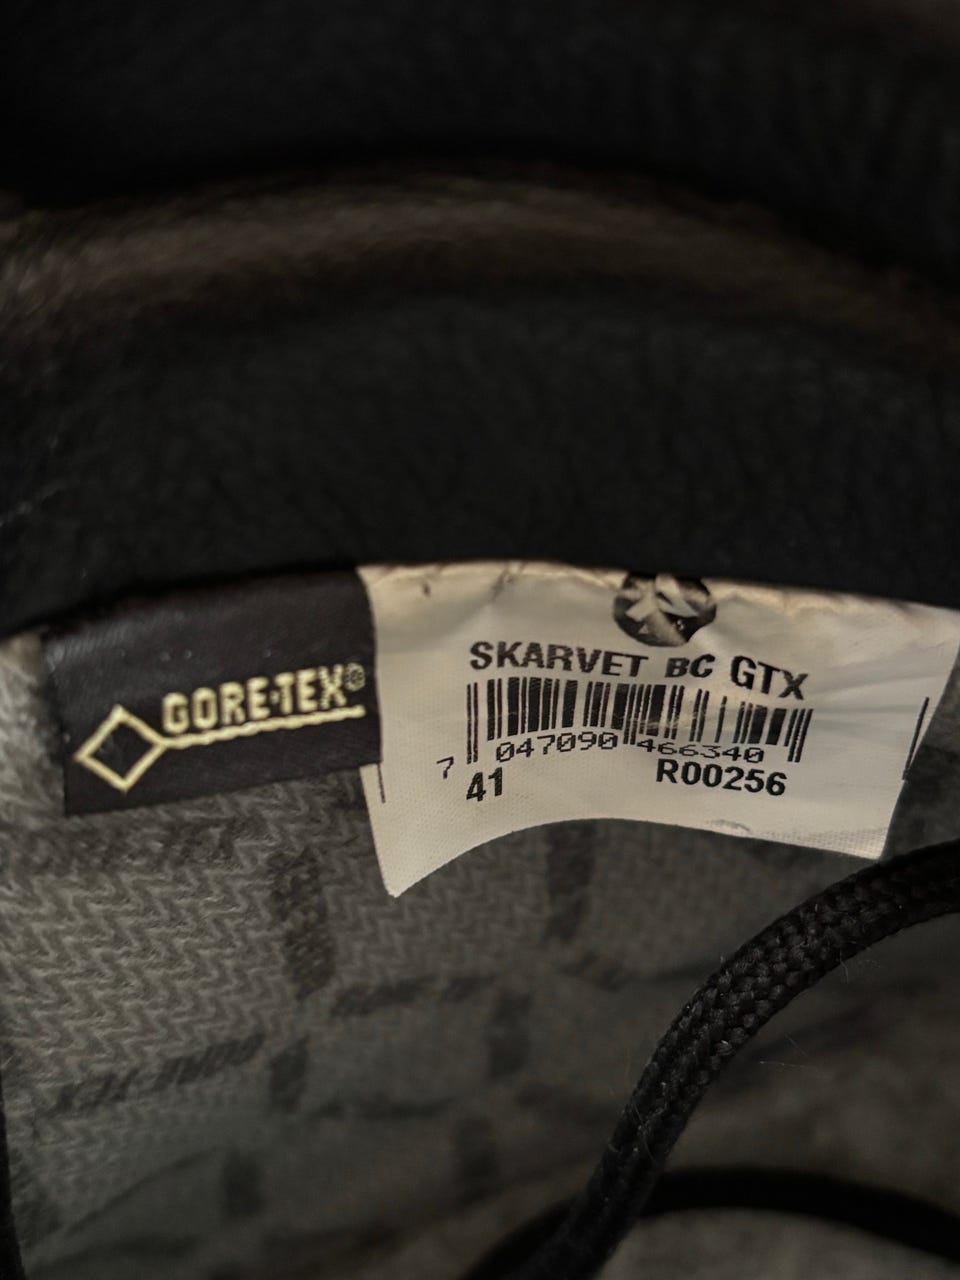 GORE-TEX®
SKARVET BC GTX
7 047090 466340
41 R00256